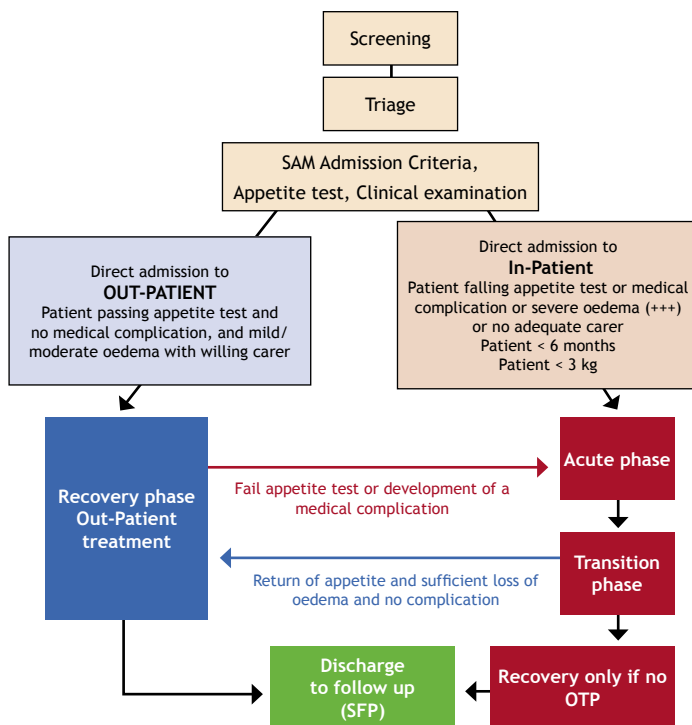 Screening
Triage
SAM Admission Criteria,
Appetite test, Clinical examination
Direct admission to
OUT-PATIENT
Patient passing appetite test and
no medical complication, and mild/
moderate oedema with willing carer
Direct admission to
In-Patient
Patient falling appetite test or medical
complication or severe oedema (+++)
or no adequate carer
Patient < 6 months
Patient < 3 kg
Recovery phase
Out-Patient
treatment
Fail appetite test or development of a
medical complication
Acute phase
Return of appetite and sufficient loss of
oedema and no complication
Transition
phase
Discharge
to follow up
(SFP)
Recovery only if no
OTP